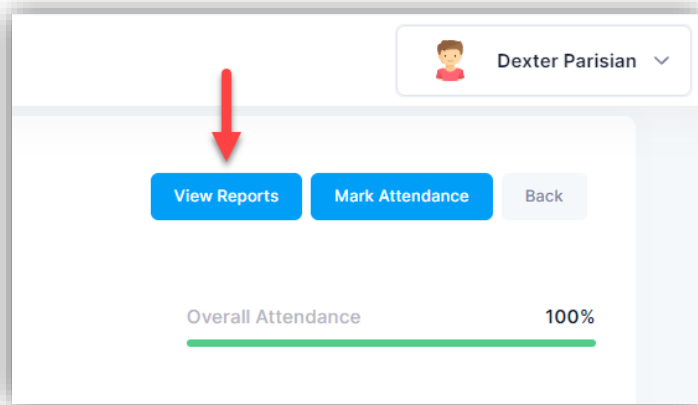 Dexter Parisian
View Reports Mark Attendance Back
Overall Attendance 100%